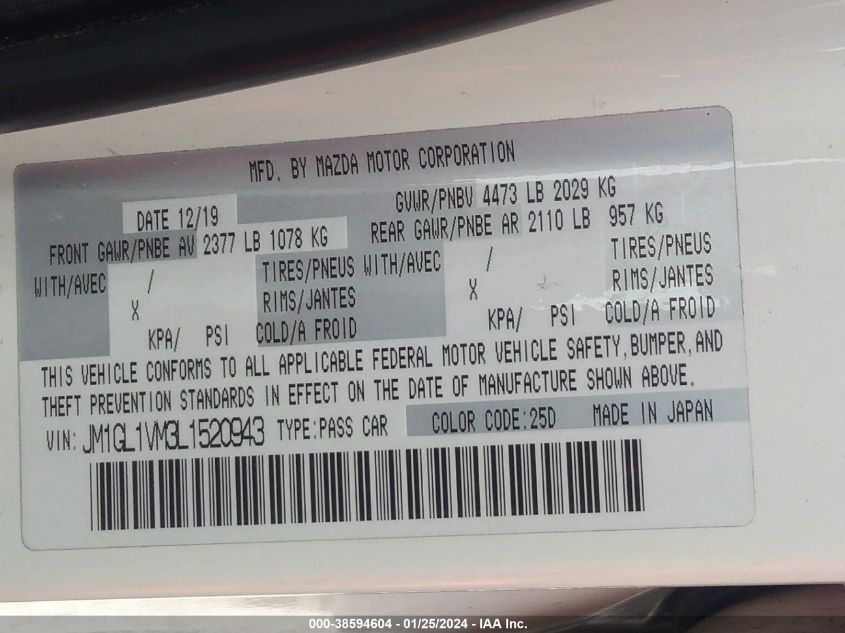 MFD. BY MAZDA MOTOR CORPORATION
DATE 12/19 GVWR/PNBV 4473 LB 2029 KG
FRONT GAWR/PNBE AV 2377 LB 1078 KG REAR GAWR/PNBE AR 2110 LB 957 KG
WITH/AVEC / TIRES/PNEUS WITH/AVEC / TIRES/PNEUS
X RIMS/JANTES X RIMS/JANTES
KPA/ PSI COLD/A FROID KPA/ PSI COLD/A FROID
THIS VEHICLE CONFORMS TO ALL APPLICABLE FEDERAL MOTOR VEHICLE SAFETY, BUMPER, AND
THEFT PREVENTION STANDARDS IN EFFECT ON THE DATE OF MANUFACTURE SHOWN ABOVE.
VIN: JM1GL1VM3L1520943 TYPE:PASS CAR COLOR CODE:25D MADE IN JAPAN
000-38594604 - 01/25/2024 - IAA Inc.